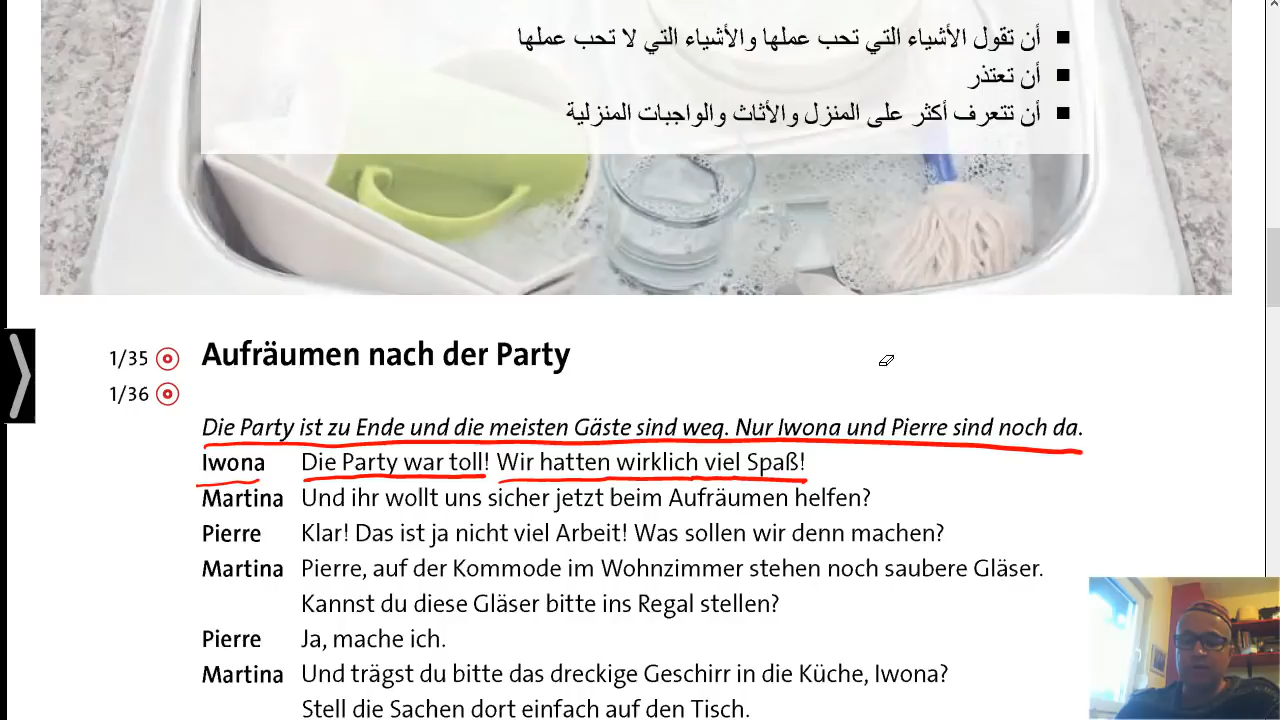 أن تقول الأشياء التي تحب عملها والأشياء التي لا تحب عملها
أن تعتذر
أن تتعرف أكثر على المنزل والأثاث والواجبات المنزلية
1/35 Aufräumen nach der Party
1/36
Die Party ist zu Ende und die meisten Gäste sind weg. Nur Iwona und Pierre sind noch da.
Iwona Die Party war toll! Wir hatten wirklich viel Spaß!
Martina Und ihr wollt uns sicher jetzt beim Aufräumen helfen?
Pierre Klar! Das ist ja nicht viel Arbeit! Was sollen wir denn machen?
Martina Pierre, auf der Kommode im Wohnzimmer stehen noch saubere Gläser.
Kannst du diese Gläser bitte ins Regal stellen?
Pierre Ja, mache ich.
Martina Und trägst du bitte das dreckige Geschirr in die Küche, Iwona?
Stell die Sachen dort einfach auf den Tisch.